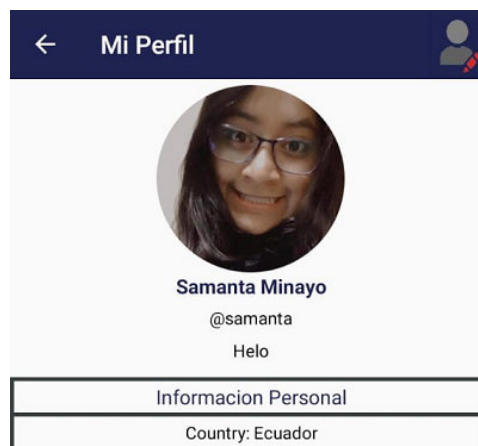 Mi Perfil
Samanta Minayo
@samanta
Helo
Informacion Personal
Country: Ecuador